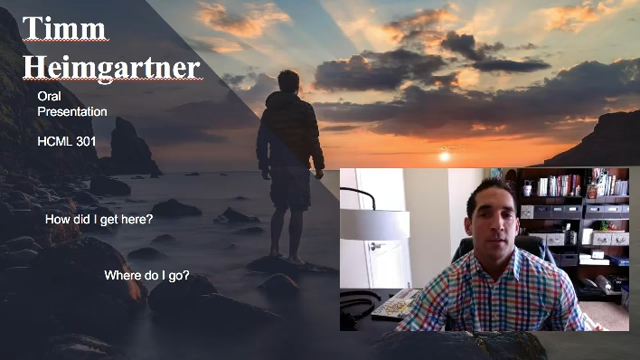 Timm
Heimgartner
Oral
Presentation
HCML 301
How did I get here?
Where do I go?